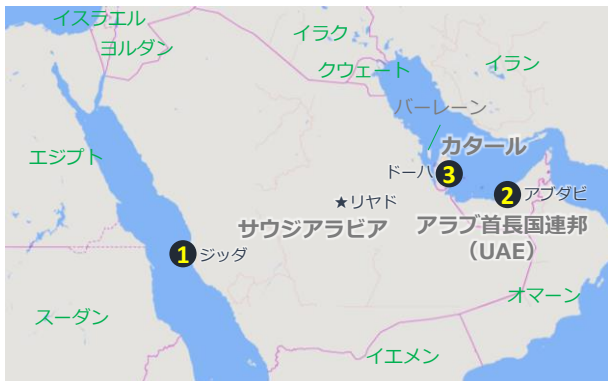 イスラエル
ヨルダン
イラク
クウェート
イラン
バーレーン
エジプト
カタール
ドーハ
3
2
アブダビ
★リヤド
サウジアラビア
アラブ首長国連邦
（UAE）
1
ジッダ
オマーン
スーダン
イエメン